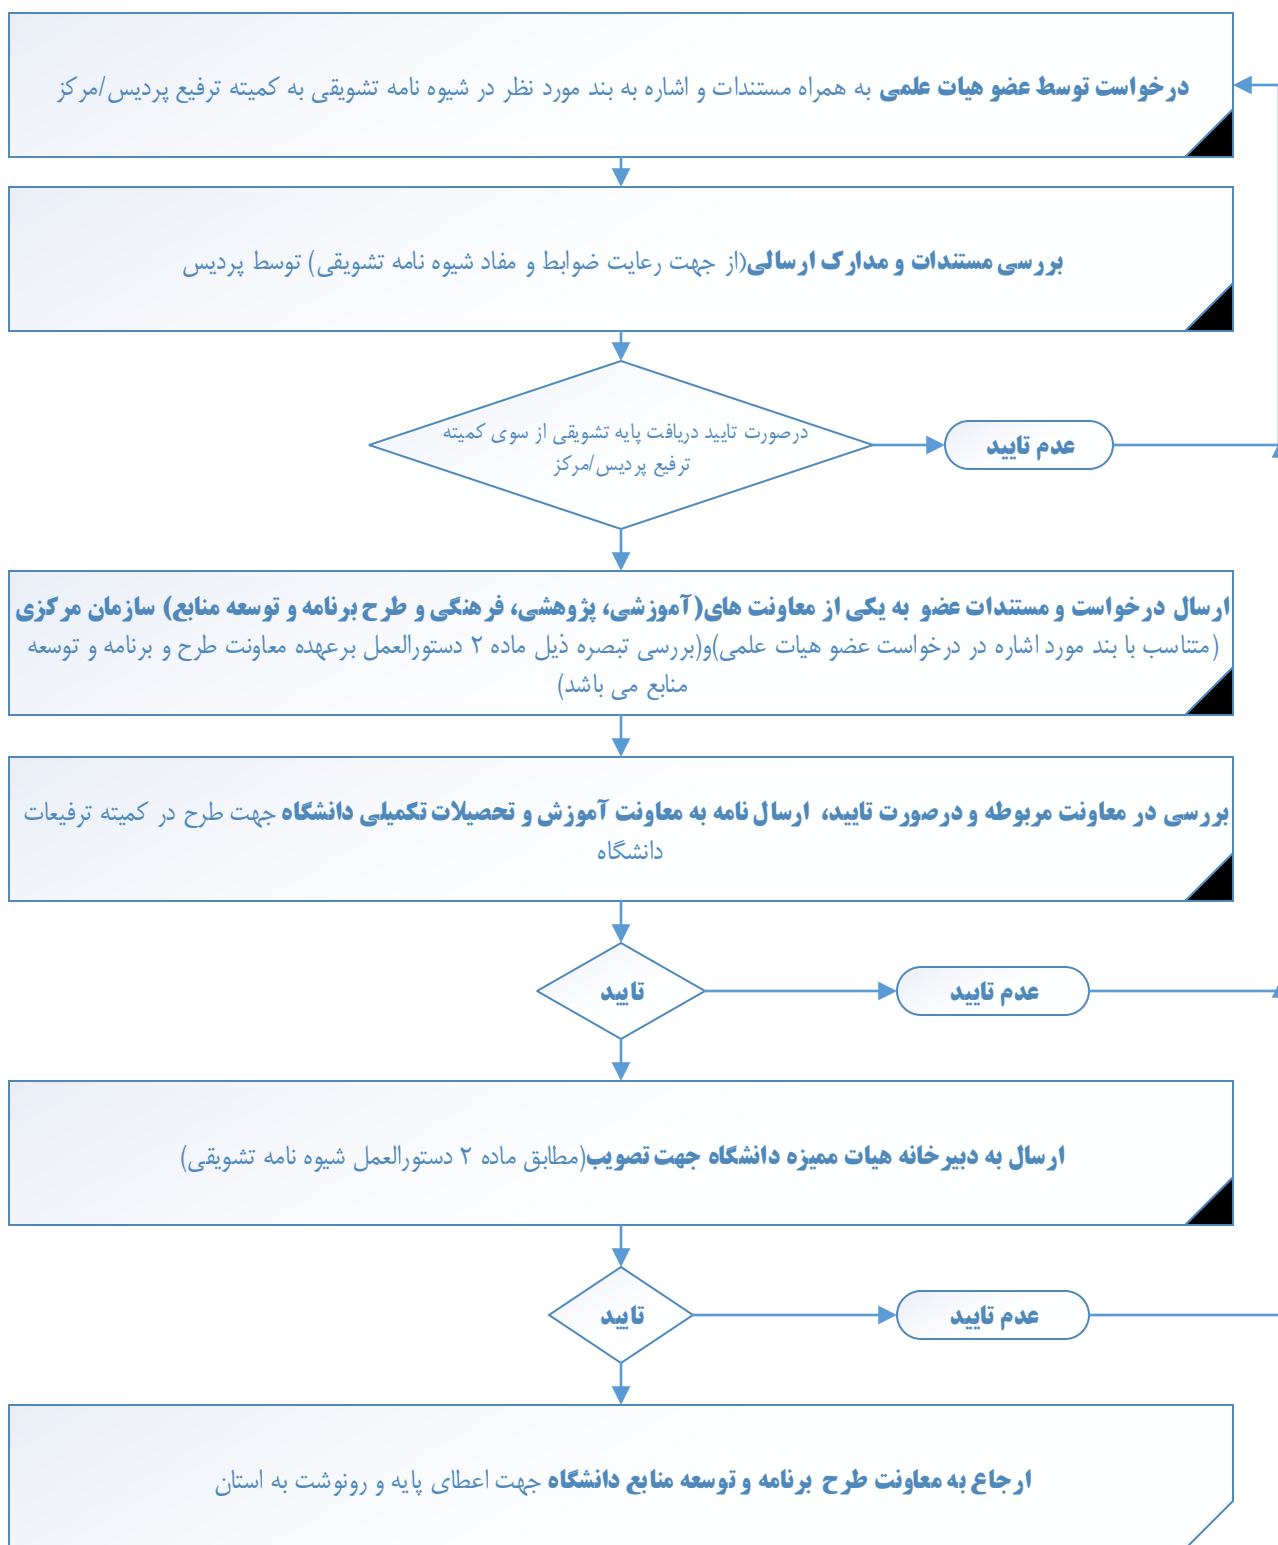 درخواست توسط عضو هیات علمی به همراه مستندات و اشاره به بند مورد نظر در شیوه نامه تشویقی به کمیته ترفیع پردیس/مرکز
بررسی مستندات و مدارک ارسالی(از جهت رعایت ضوابط و مفاد شیوه نامه تشویقی) توسط پردیس
درصورت تایید دریافت پایه تشویقی از سوی کمیته
ترفیع پردیس/مرکز
عدم تایید
ارسال درخواست و مستندات عضو به یکی از معاونت های(آموزشی، پژوهشی، فرهنگی و طرح برنامه و توسعه منابع) سازمان مرکزی
(متناسب با بند مورد اشاره در درخواست عضو هیات علمی)و(بررسی تبصره ذیل ماده ۲ دستورالعمل برعهده معاونت طرح و برنامه و توسعه
منابع می باشد)
بررسی در معاونت مربوطه و درصورت تایید، ارسال نامه به معاونت آموزش و تحصیلات تکمیلی دانشگاه جهت طرح در کمیته ترفیعات
دانشگاه
تایید
عدم تایید
ارسال به دبیرخانه هیات ممیزه دانشگاه جهت تصویب(مطابق ماده ۲ دستورالعمل شیوه نامه تشویقی)
تایید
عدم تایید
ارجاع به معاونت طرح برنامه و توسعه منابع دانشگاه جهت اعطای پایه و رونوشت به استان